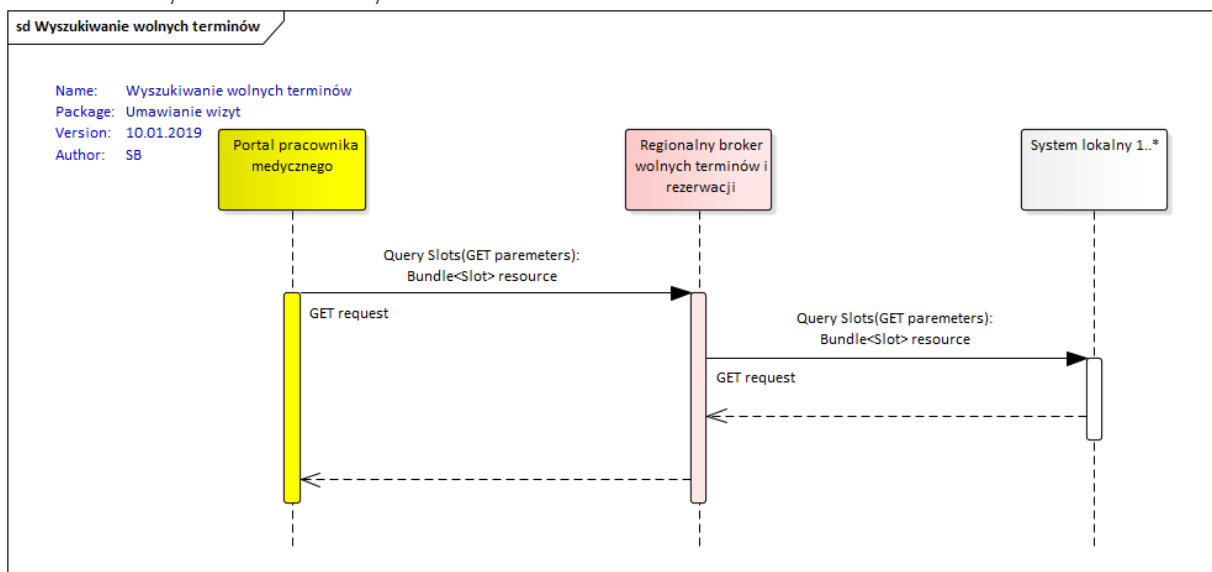 sd Wyszukiwanie wolnych terminów
Name: Wyszukiwanie wolnych terminów
Package: Umawianie wizyt
Version: 10.01.2019
Author: SB
Portal pracownika
medycznego
Regionalny broker
wolnych terminów i
rezerwacji
System lokalny 1..*
Query Slots(GET paremeters):
Bundle<Slot> resource
GET request
Query Slots(GET paremeters):
Bundle<Slot> resource
GET request